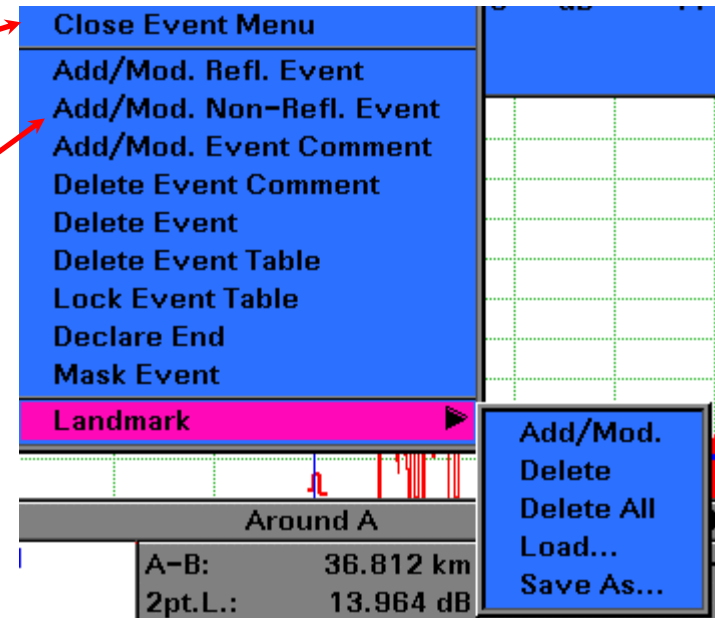 Close Event Menu
Add/Mod. Refl. Event
Add/Mod. Non-Refl. Event
Add/Mod. Event Comment
Delete Event Comment
Delete Event
Delete Event Table
Lock Event Table
Declare End
Mask Event
Landmark
Add/Mod.
Delete
Delete All
Load...
Save As...
Around A
A-B: 36.812 km
2pt.L.: 13.964 dB